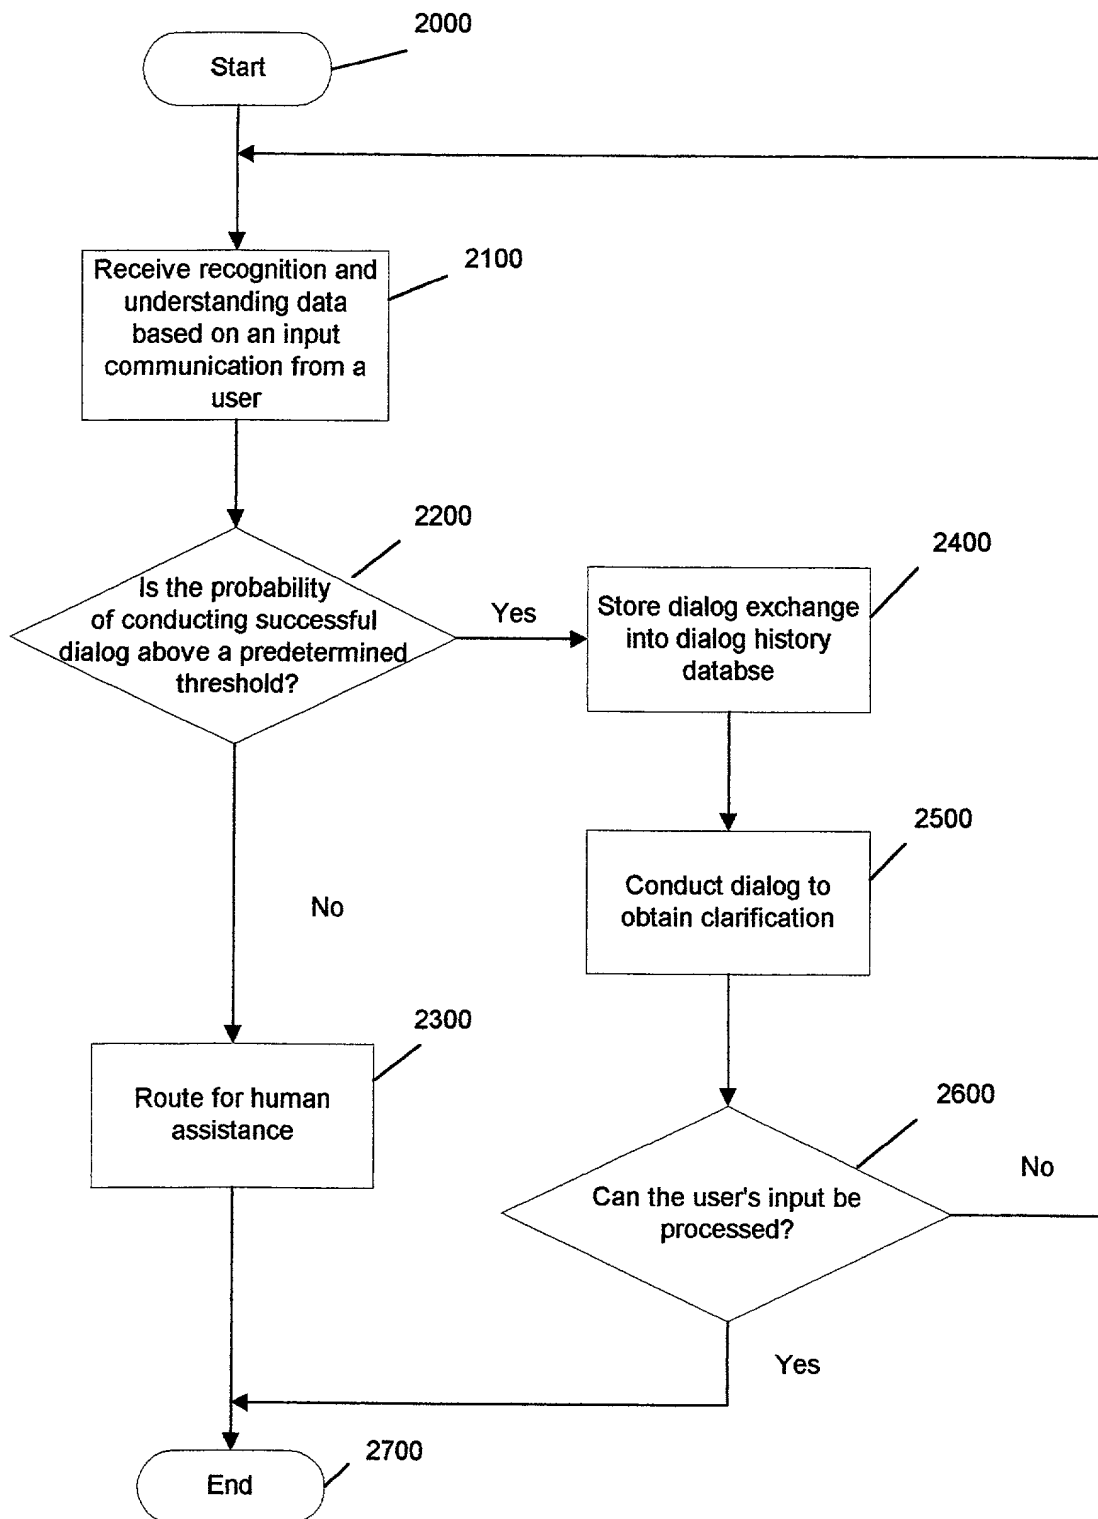 2000
Start
2100
Receive recognition and
understanding data
based on an input
communication from a
user
2200
Is the probability
of conducting successful
dialog above a predetermined
threshold?
Yes
2400
Store dialog exchange
into dialog history
databse
2500
Conduct dialog to
obtain clarification
No
2300
Route for human
assistance
2600
Can the user's input be
processed?
No
Yes
2700
End